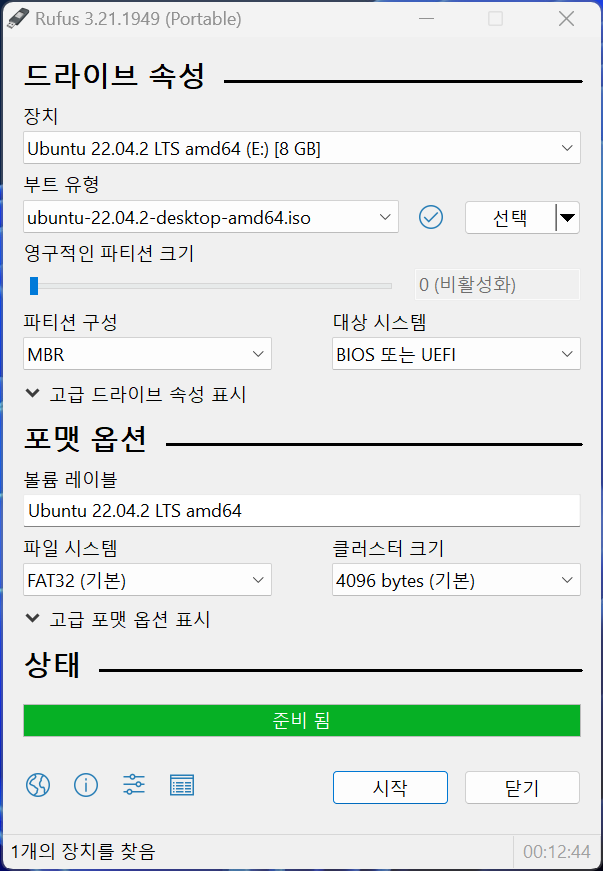 Rufus 3.21.1949 (Portable)
드라이브 속성
장치
Ubuntu 22.04.2 LTS amd64 (E:) [8 GB]
부트 유형
ubuntu-22.04.2-desktop-amd64.iso
선택
영구적인 파티션 크기
0 (비활성화)
파티션 구성
대상 시스템
MBR
BIOS 또는 UEFI
고급 드라이브 속성 표시
포맷 옵션
볼륨 레이블
Ubuntu 22.04.2 LTS amd64
파일 시스템
클러스터 크기
FAT32 (기본)
4096 bytes (기본)
고급 포맷 옵션 표시
상태
준비 됨
시작
닫기
1개의 장치를 찾음
00:12:44